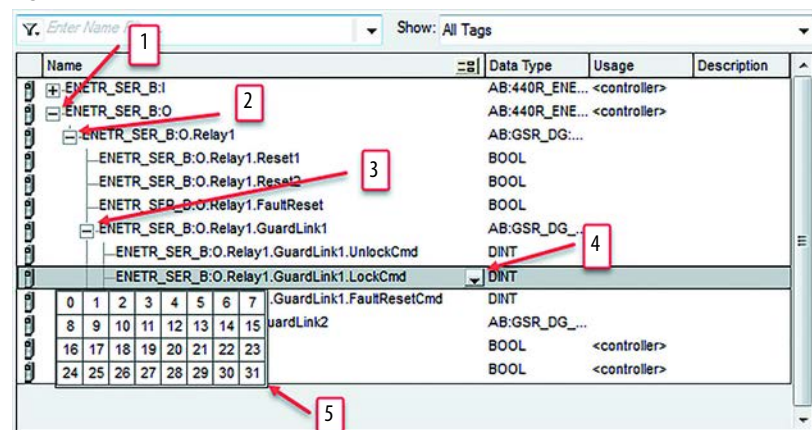 Enter Name Fi... Show: All Tags
1
Name Data Type Usage Description
ENETR_SER_B:I AB:440R_ENE... <controller>
ENETR_SER_B:O AB:440R_ENE... <controller>
2
ENETR_SER_B:O.Relay1 AB:GSR_DG:...
ENETR_SER_B:O.Relay1.Reset1 BOOL
ENETR_SER_B:O.Relay1.Reset2 BOOL
3
ENETR_SER_B:O.Relay1.FaultReset BOOL
ENETR_SER_B:O.Relay1.GuardLink1 AB:GSR_DG_...
4
ENETR_SER_B:O.Relay1.GuardLink1.UnlockCmd DINT
ENETR_SER_B:O.Relay1.GuardLink1.LockCmd DINT
0 1 2 3 4 5 6 7 .GuardLink1.FaultResetCmd DINT
8 9 10 11 12 13 14 15 uardLink2 AB:GSR_DG_...
16 17 18 19 20 21 22 23 BOOL <controller>
24 25 26 27 28 29 30 31 BOOL <controller>
5